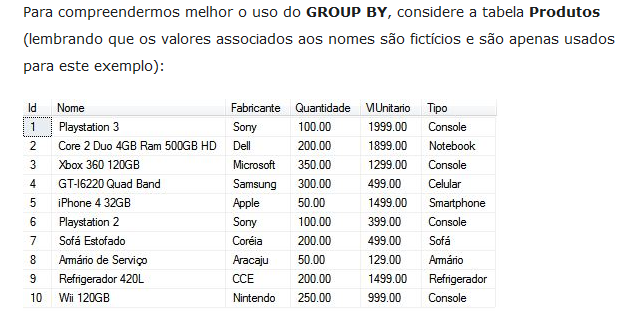 Para compreendermos melhor o uso do GROUP BY, considere a tabela Produtos
(lembrando que os valores associados aos nomes são fictícios e são apenas usados
para este exemplo):
Id Nome Fabricante Quantidade VlUnitario Tipo
1 Playstation 3 Sony 100.00 1999.00 Console
2 Core 2 Duo 4GB Ram 500GB HD Dell 200.00 1899.00 Notebook
3 Xbox 360 120GB Microsoft 350.00 1299.00 Console
4 GT-I6220 Quad Band Samsung 300.00 499.00 Celular
5 iPhone 4 32GB Apple 50.00 1499.00 Smartphone
6 Playstation 2 Sony 100.00 399.00 Console
7 Sofá Estofado Coréia 200.00 499.00 Sofá
8 Armário de Serviço Aracaju 50.00 129.00 Armário
9 Refrigerador 420L CCE 200.00 1499.00 Refrigerador
10 Wii 120GB Nintendo 250.00 999.00 Console